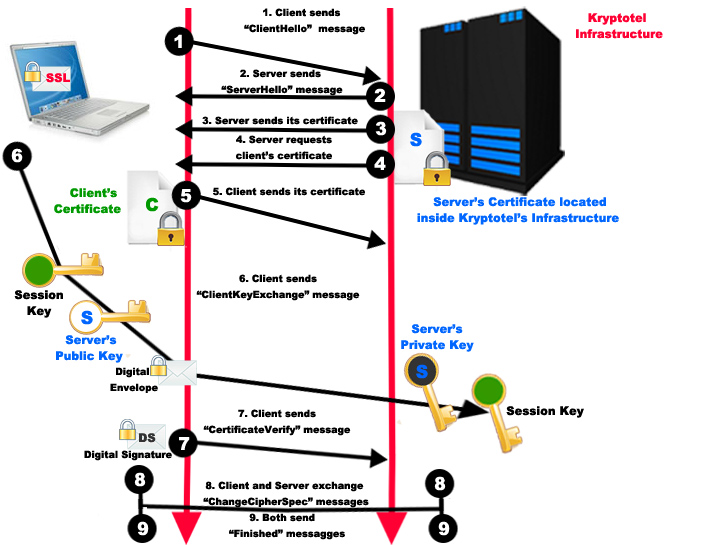 1. Client sends
“ClientHello” message
Kryptotel
Infrastructure
1
SSL
2. Server sends
“ServerHello” message
2
3. Server sends its certificate
3
S
4. Server requests
client’s certificate
4
6
Client’s
Certificate
C
5
5. Client sends its certificate
Server’s Certificate located
inside Kryptotel’s Infrastructure
6. Client sends
“ClientKeyExchange” message
Session
Key
S
Server’s
Public Key
Server’s
Private Key
S
Digital
Envelope
Session Key
7. Client sends
“CertificateVerify” message
DS
7
Digital Signature
8
8. Client and Server exchange
“ChangeCipherSpec” messages
8
9
9. Both send
“Finished” messagges
9